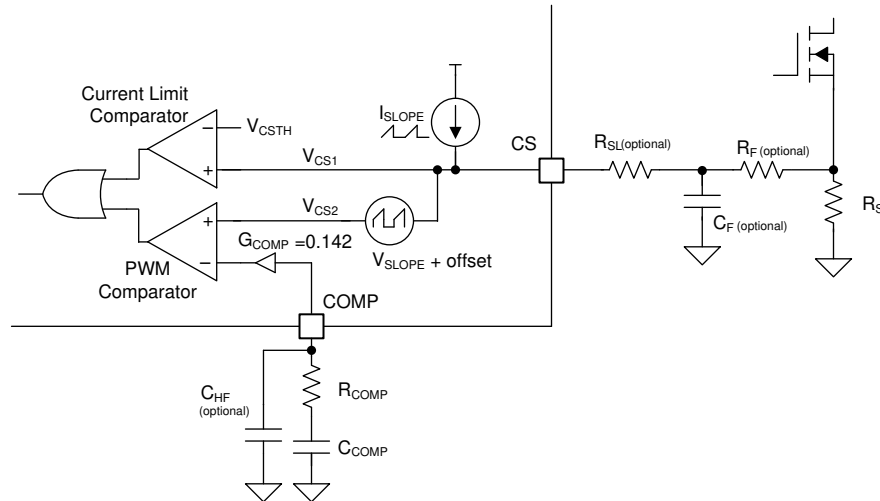 Current Limit
Comparator
−
V_CSTH
+
V_CS1
I_SLOPE
CS
R_SL(optional)
R_F (optional)
C_F (optional)
R_S
+
V_CS2
G_COMP =0.142
−
V_SLOPE + offset
PWM
Comparator
COMP
C_HF
(optional)
R_COMP
C_COMP